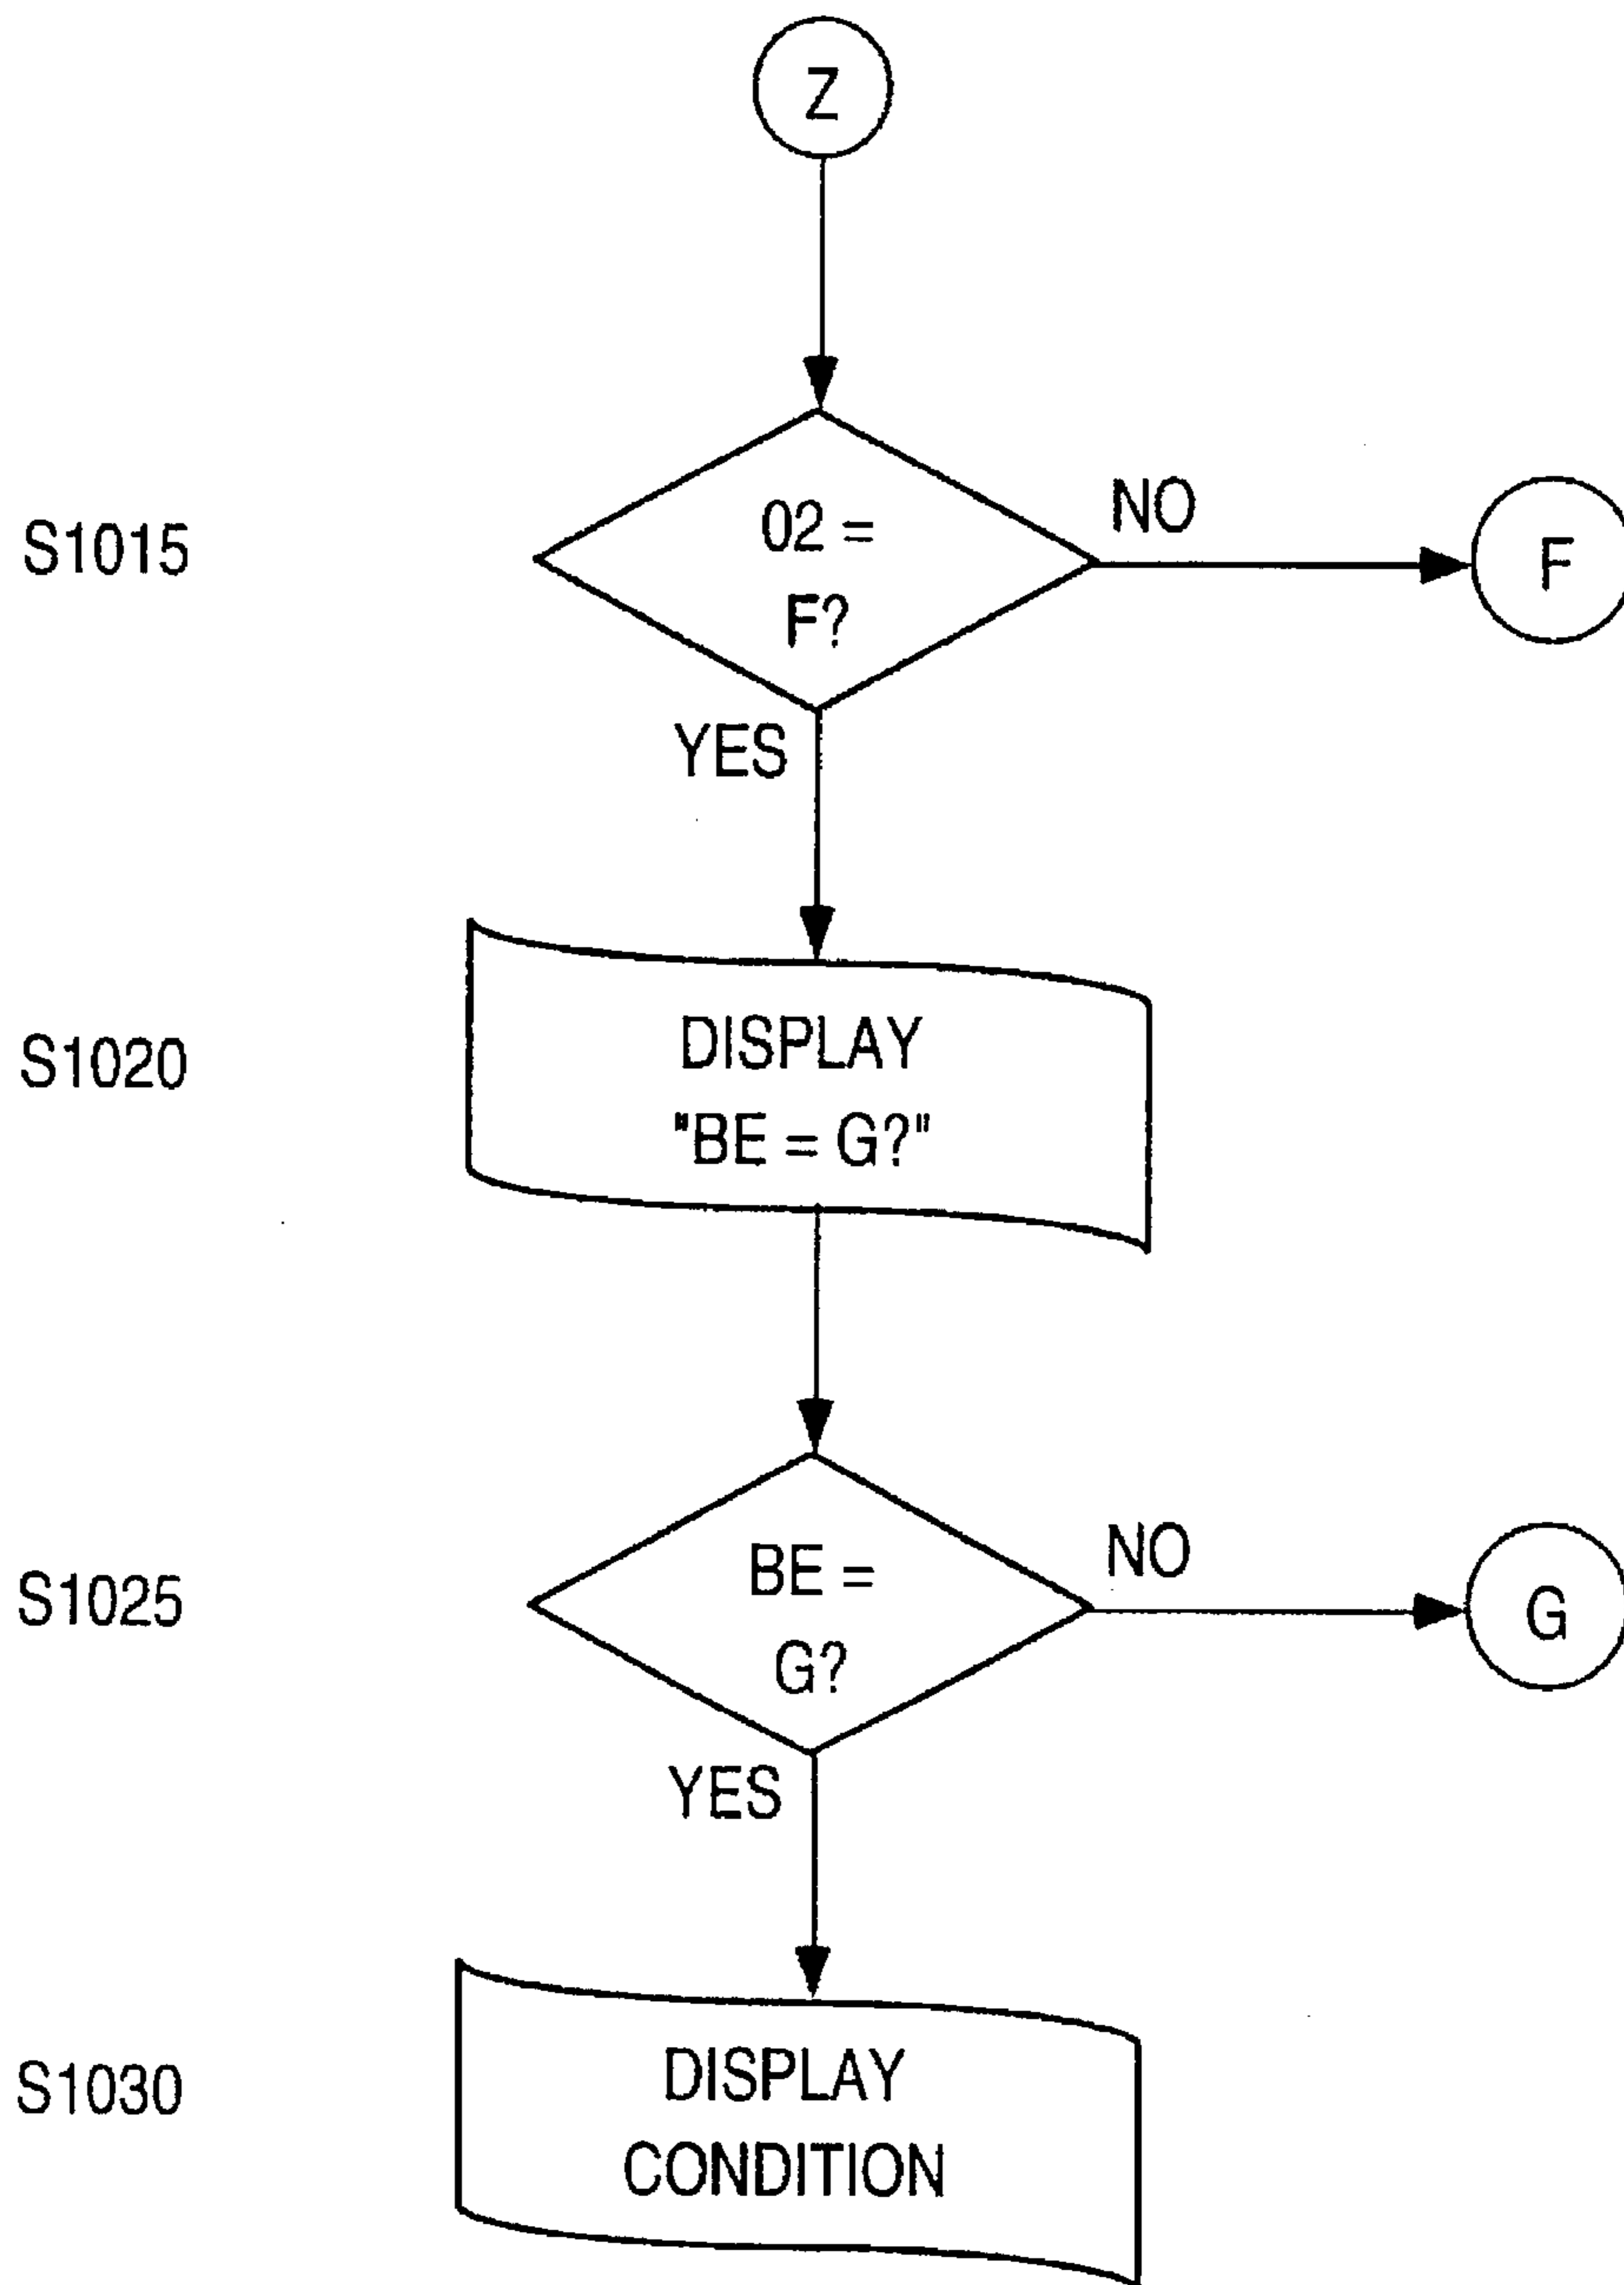 Z
S1015
02 =
F?
NO
F
YES
S1020
DISPLAY
"BE = G?"
S1025
BE =
G?
NO
G
YES
S1030
DISPLAY
CONDITION